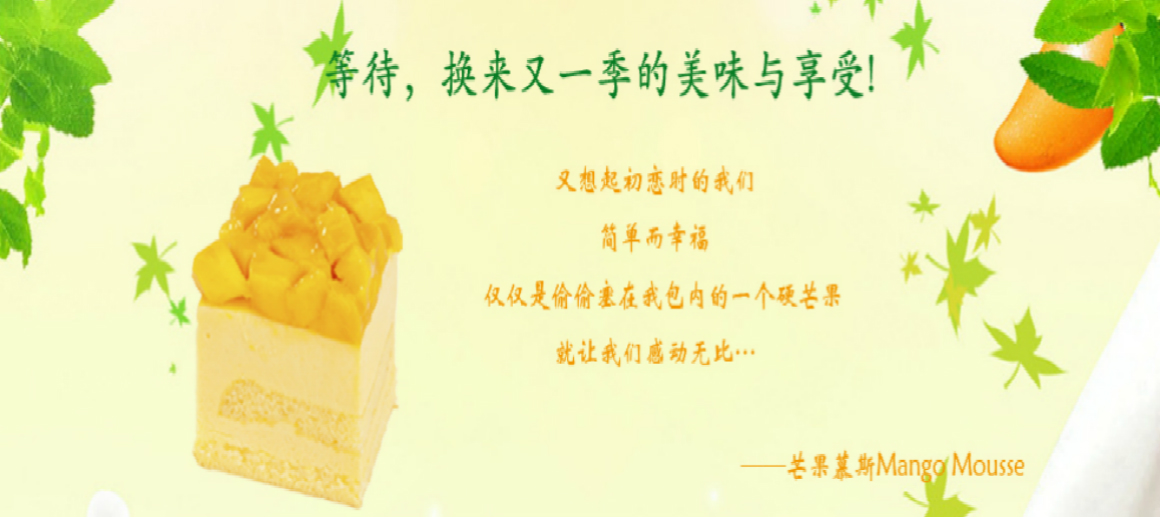 等待，换来又一季的美味与享受!
又想起初恋时的我们
简单而幸福
仅仅是偷偷塞在我包内的一个硬芒果
就让我们感动无比…
——芒果慕斯Mango Mousse